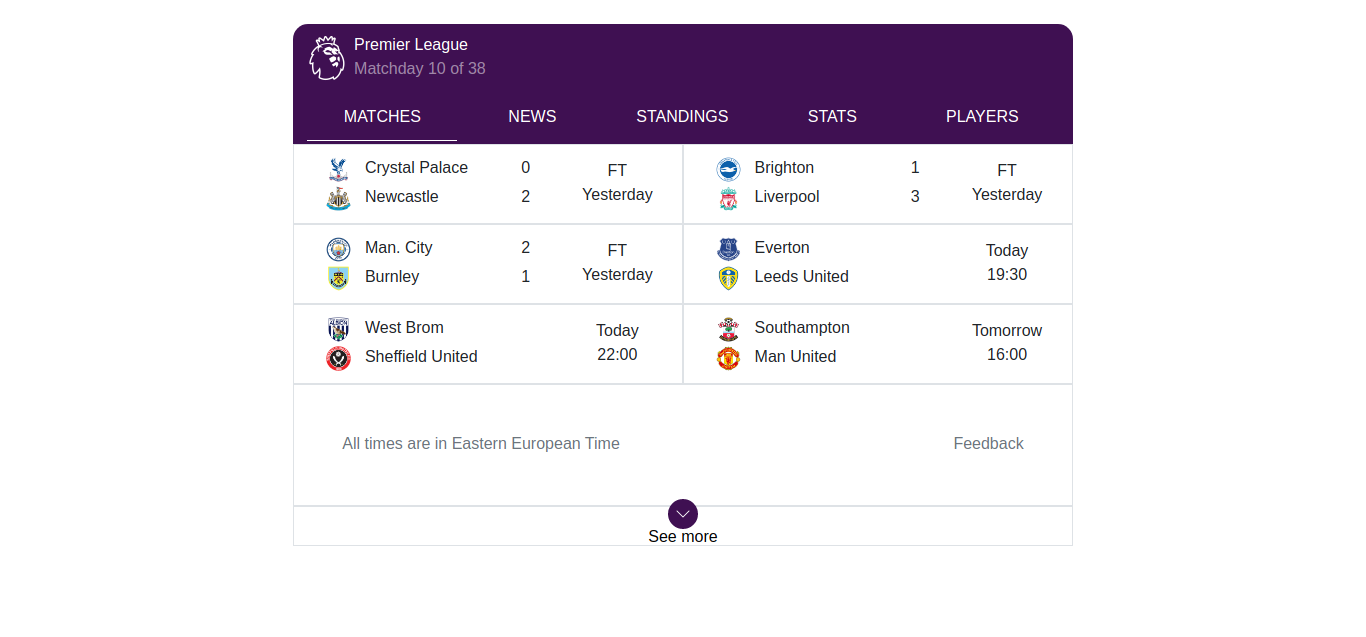 Premier League
Matchday 10 of 38
MATCHES NEWS STANDINGS STATS PLAYERS
Crystal Palace 0
Newcastle 2
FT
Yesterday
Brighton 1
Liverpool 3
FT
Yesterday
Man. City 2
Burnley 1
FT
Yesterday
Everton
Leeds United
Today
19:30
West Brom
Sheffield United
Today
22:00
Southampton
Man United
Tomorrow
16:00
All times are in Eastern European Time
Feedback
See more